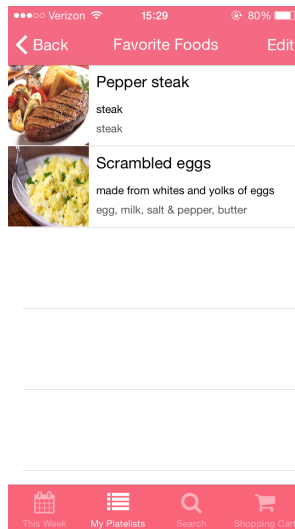 Verizon 15:29 80%
Back Favorite Foods Edit
Pepper steak
steak
steak
Scrambled eggs
made from whites and yolks of eggs
egg, milk, salt & pepper, butter
This Week My Platelists Search Shopping Cart